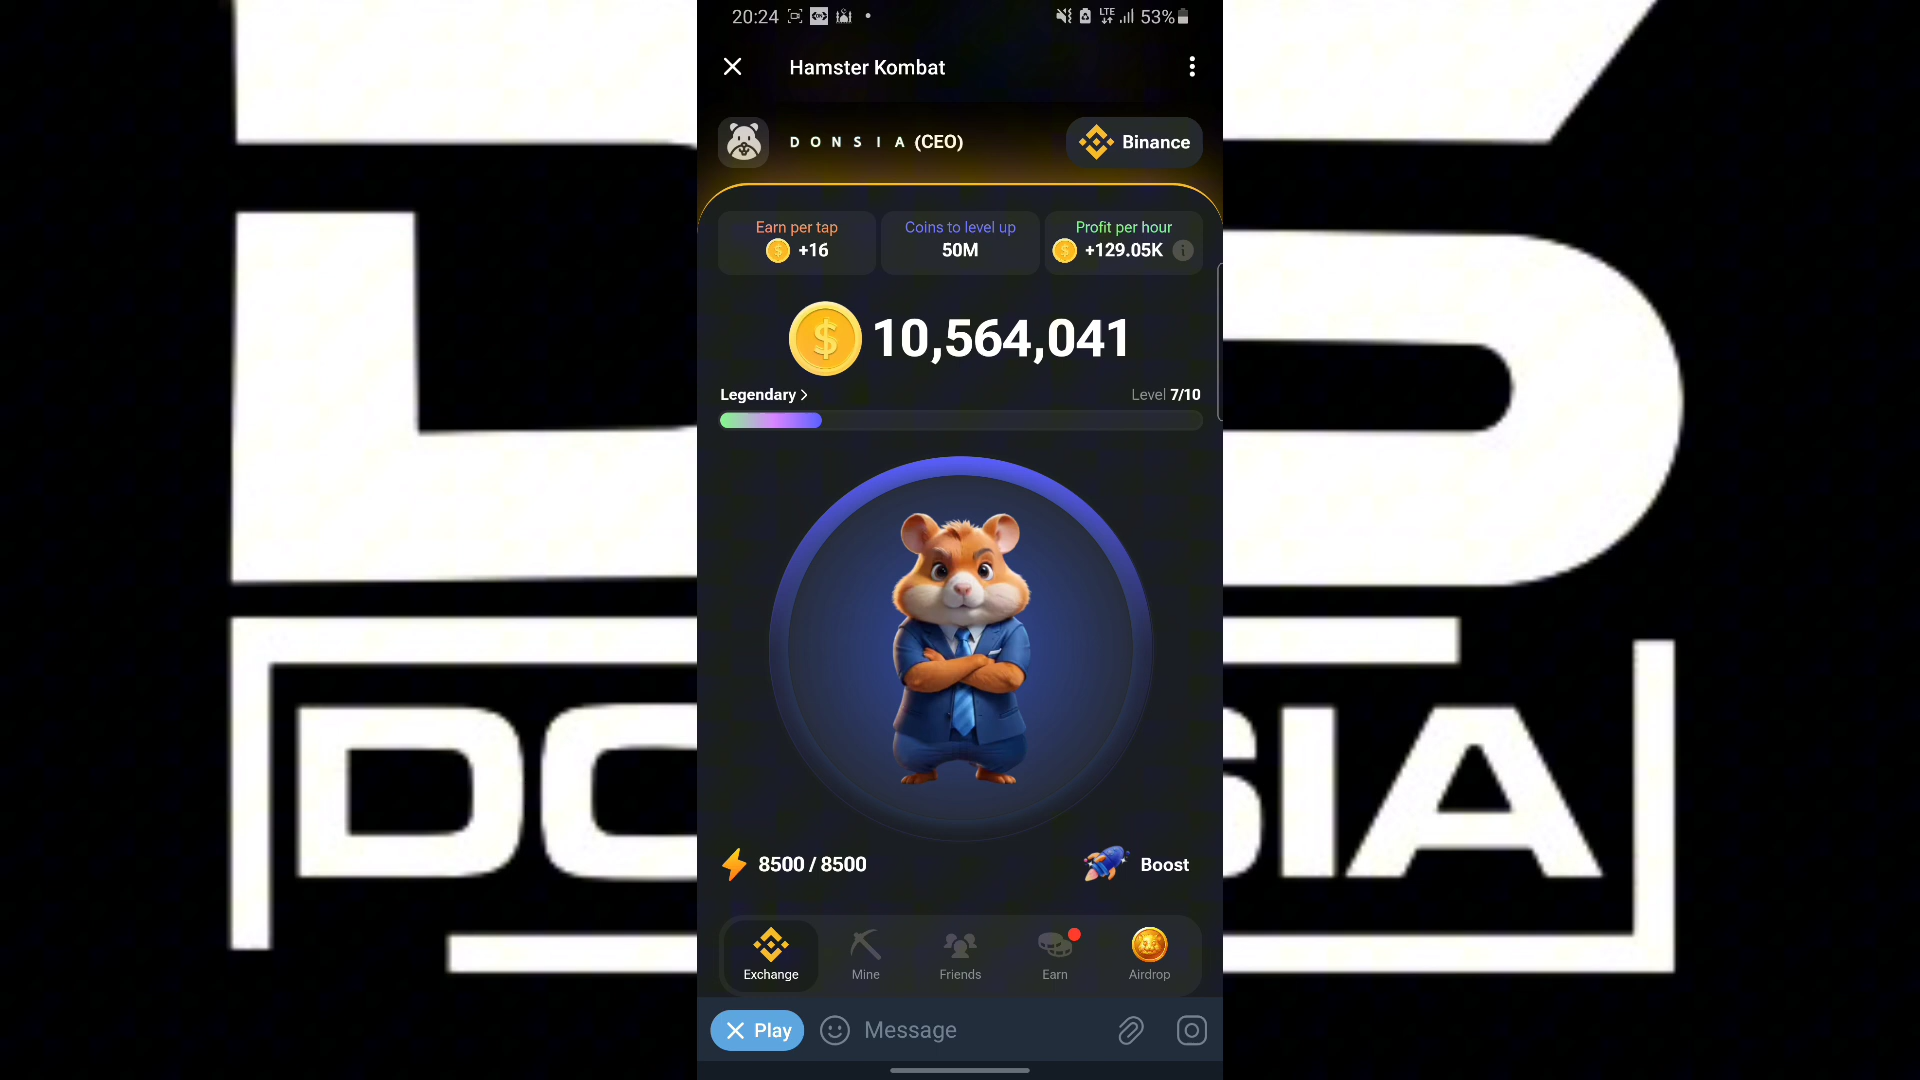 20:24
LTE
53%
Hamster Kombat
D O N S I A (CEO)
Binance
Earn per tap
+16
Coins to level up
50M
Profit per hour
+129.05K
10,564,041
Legendary >
Level 7/10
8500 / 8500
Boost
Exchange
Mine
Friends
Earn
Airdrop
Play
Message